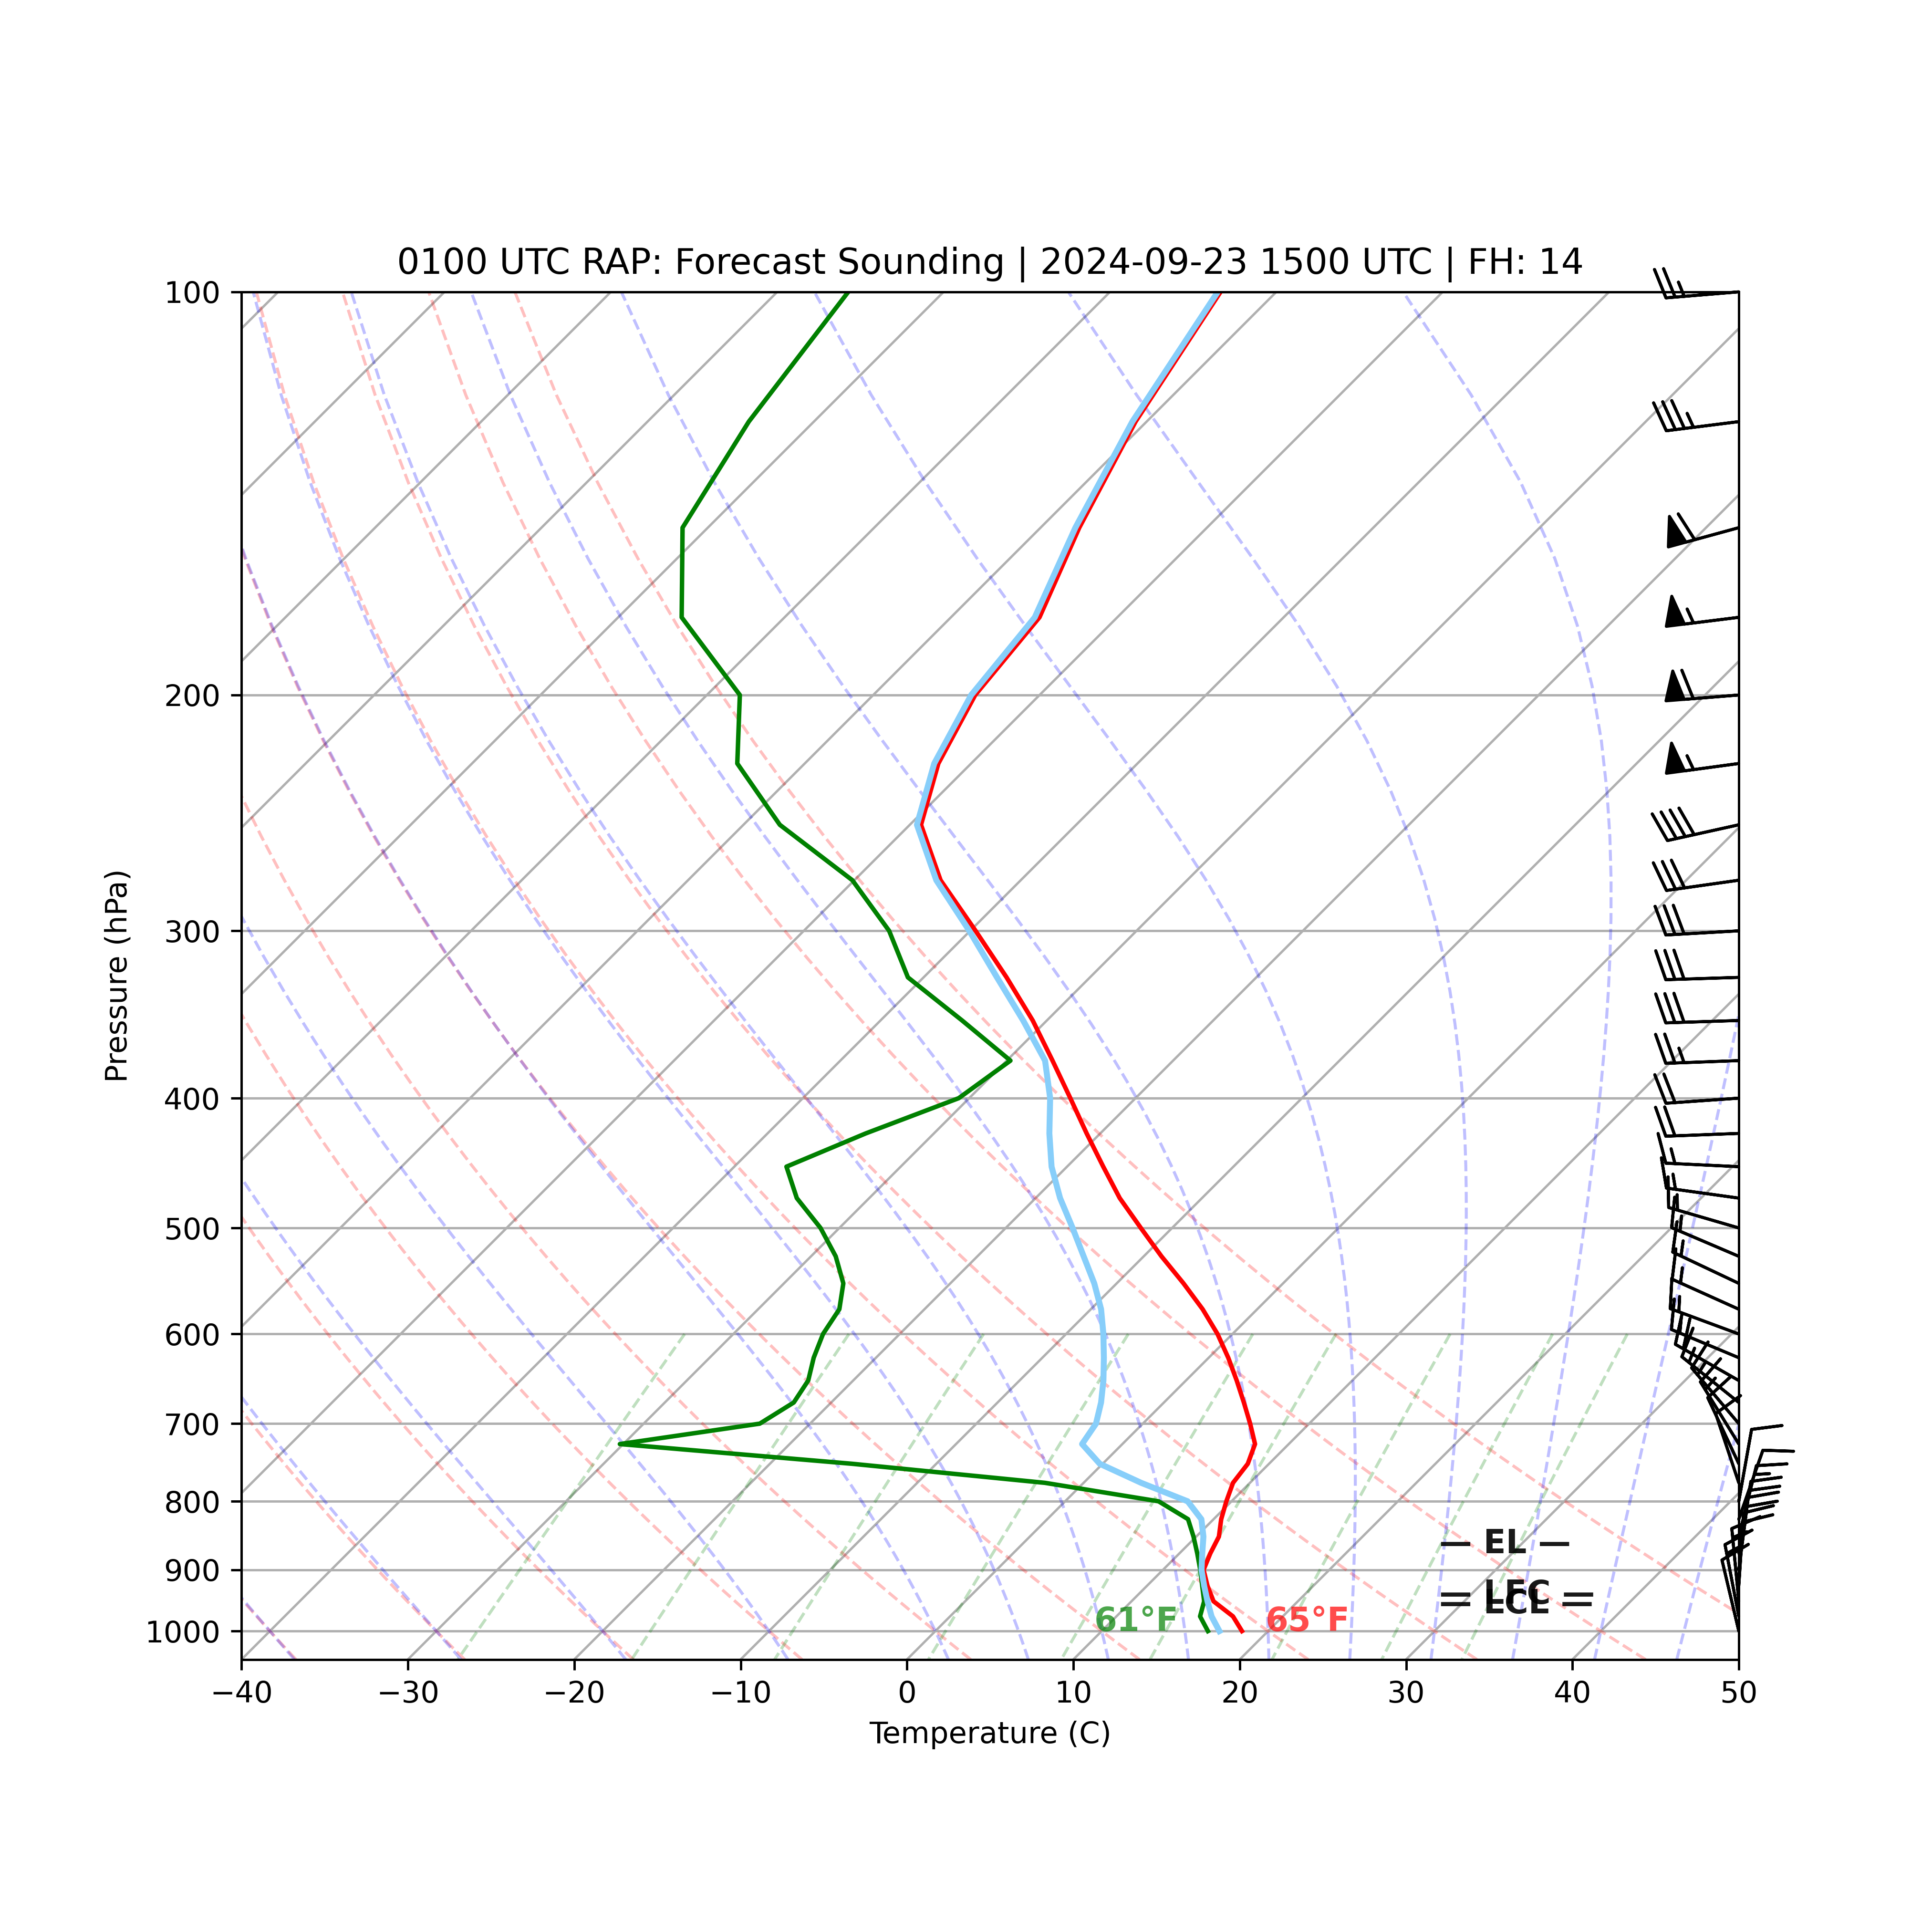 0100 UTC RAP: Forecast Sounding | 2024-09-23 1500 UTC | FH: 14
100
200
300
400
500
600
700
800
900
1000
Pressure (hPa)
— EL —
— LFC —
— LCL —
61°F
65°F
−40 −30 −20 −10 0 10 20 30 40 50
Temperature (C)